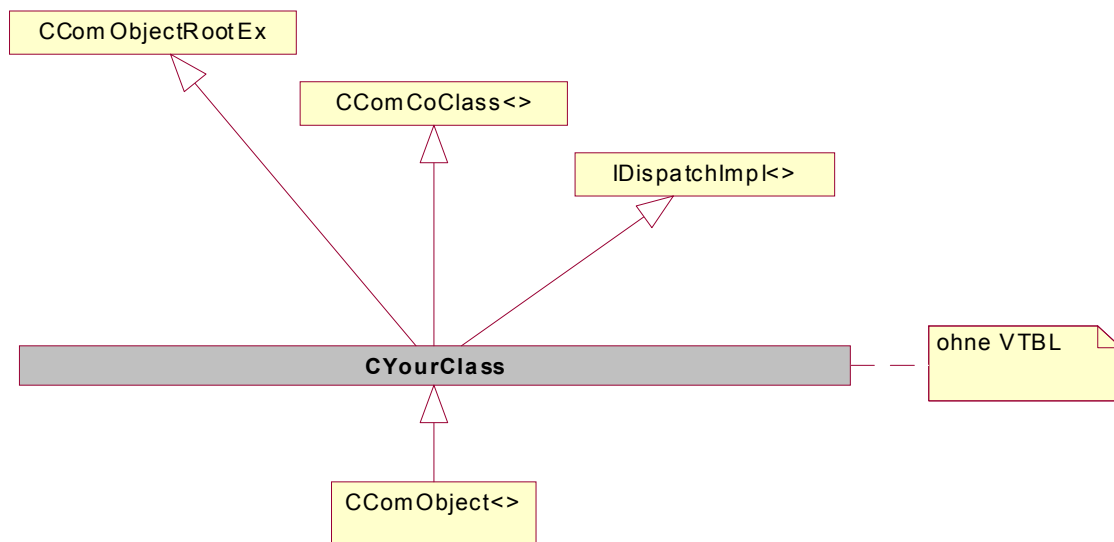 CComObjectRootEx
CComCoClass<>
IDispatchImpl<>
CYourClass
ohne VTBL
CComObject<>